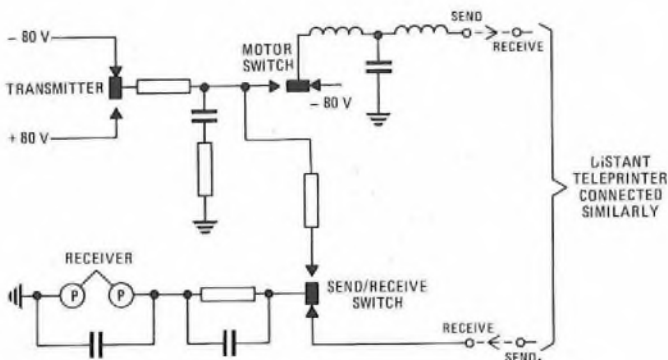 − 80 V
TRANSMITTER
+ 80 V
MOTOR
SWITCH
− 80 V
SEND
RECEIVE
DISTANT
TELEPRINTER
CONNECTED
SIMILARLY
RECEIVER
P
P
SEND/RECEIVE
SWITCH
RECEIVE
SEND